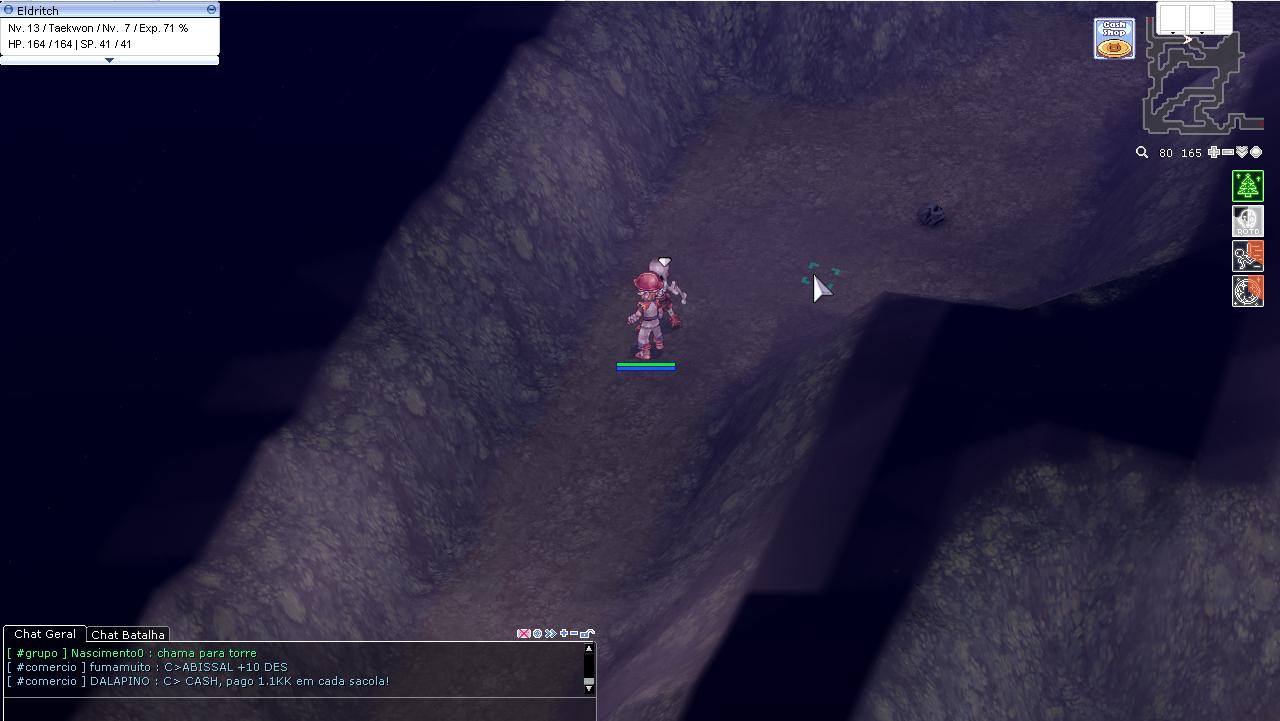 Eldritch
Nv. 13 / Taekwon / Nv. 7 / Exp. 71 %
HP. 164 / 164 | SP. 41 / 41
Cash
Shop
80 165
ROTD
Chat Geral
Chat Batalha
[ #grupo ] Nascimento0 : chama para torre
[ #comercio ] fumamuito : C>ABISSAL +10 DES
[ #comercio ] DALAPINO : C> CASH, pago 1.1KK em cada sacola!